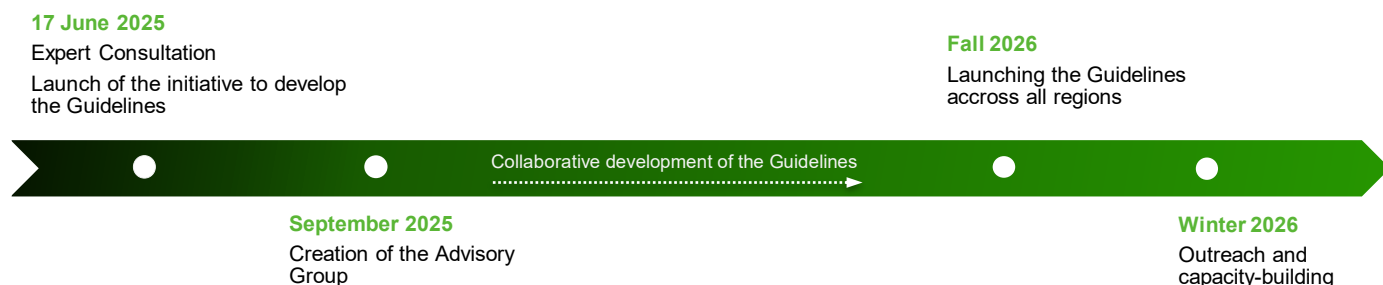 17 June 2025
Expert Consultation
Launch of the initiative to develop
the Guidelines
Fall 2026
Launching the Guidelines
accross all regions
Collaborative development of the Guidelines
September 2025
Creation of the Advisory
Group
Winter 2026
Outreach and
capacity-building